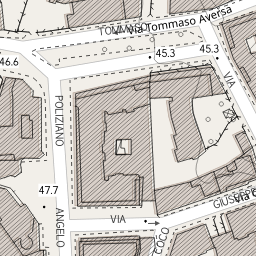 TOMMASO
Via Tommaso Aversa
45.3
45.3
46.6
VIA
POLIZIANO
47.7
ANGELO
VIA
GIUSEPPE
Via G
COCO